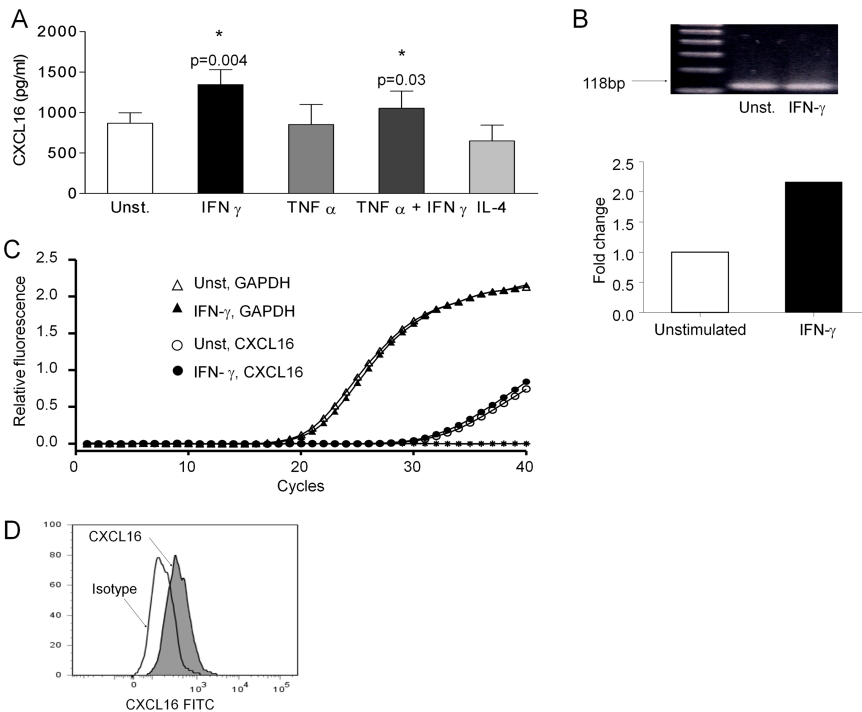 A
CXCL16 (pg/ml)
2000
1500
1000
500
0
*
p=0.004
*
p=0.03
Unst.
IFN γ
TNF α
TNF α + IFN γ
IL-4
B
118bp
Unst.
IFN-γ
Fold change
2.5
2.0
1.0
0.5
0.0
Unstimulated
IFN-γ
C
Relative fluorescence
2.5
2.0
1.5
1.0
0.5
0.0
Unst, GAPDH
IFN-γ, GAPDH
Unst, CXCL16
IFN- γ, CXCL16
0
10
20
30
40
Cycles
D
100
80
60
40
20
0
CXCL16
Isotype
0
10³
10⁴
10⁵
CXCL16 FITC